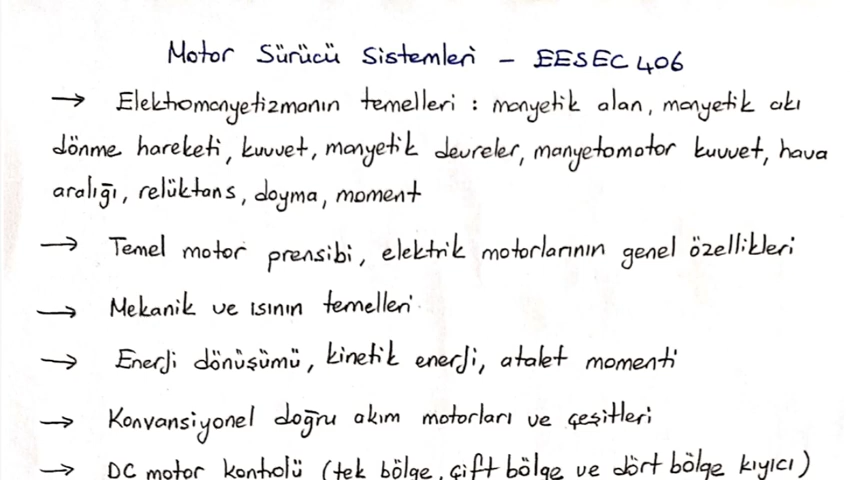 Motor Sürücü Sistemleri – EESEC 406
→ Elektromanyetizmanın temelleri : manyetik alan, manyetik akı
dönme hareketi, kuvvet, manyetik devreler, manyetomotor kuvvet, hava
aralığı, relüktans, doyma, moment
→ Temel motor prensibi, elektrik motorlarının genel özellikleri
→ Mekanik ve ısının temelleri
→ Enerji dönüşümü, kinetik enerji, atalet momenti
→ Konvansiyonel doğru akım motorları ve çeşitleri
→ DC motor kontrolü (tek bölge, çift bölge ve dört bölge kıyıcı)